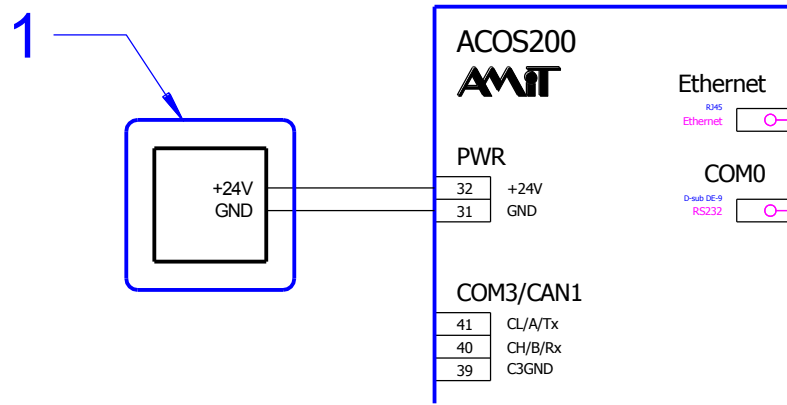 1
ACOS200
AMiT
Ethernet
RJ45
Ethernet
PWR
COM0
+24V
32 +24V
D-sub DE-9
GND
31 GND
RS232
COM3/CAN1
41 CL/A/Tx
40 CH/B/Rx
39 C3GND